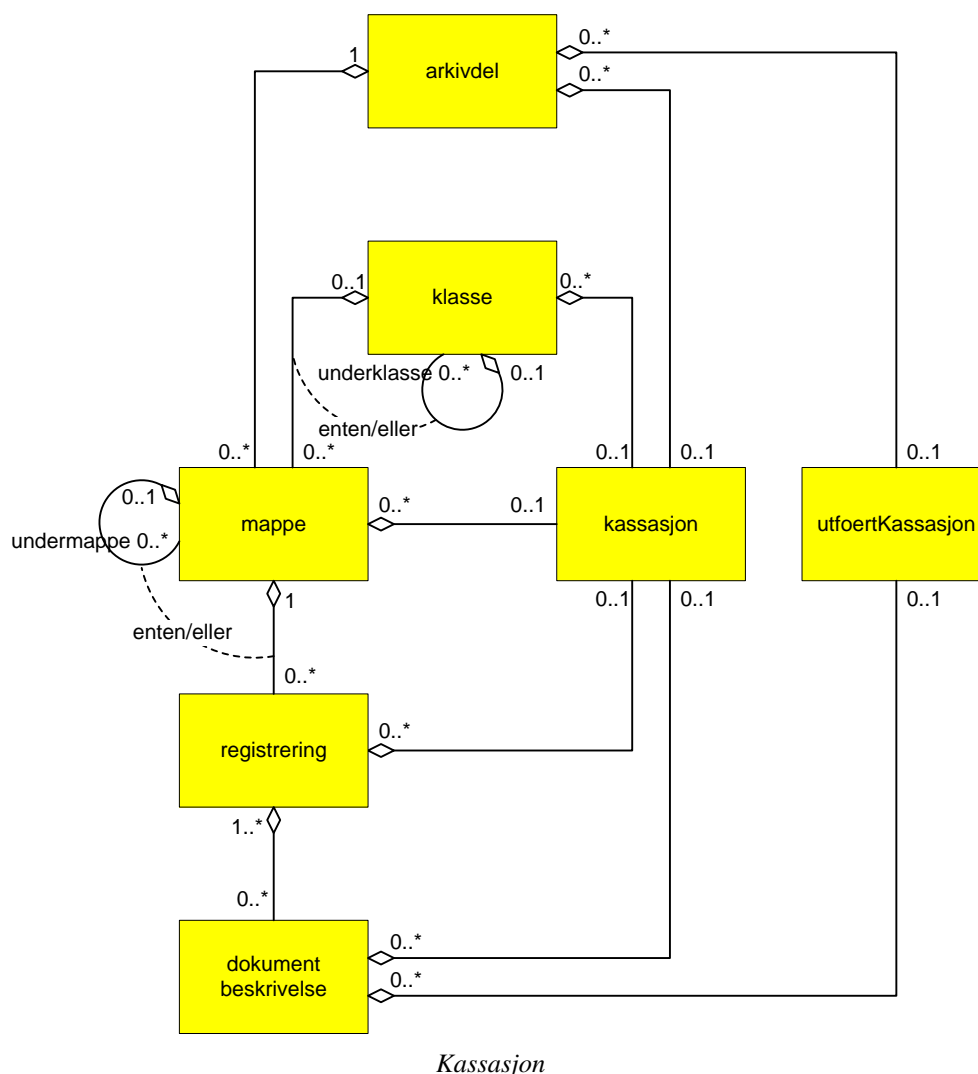 0..*
1
arkivdel
0..*
0..1
klasse
0..*
underklasse 0..*
0..1
enten/eller
0..*
0..*
0..1
0..1
0..1
0..1
mappe
0..*
0..1
kassasjon
utfoertKassasjon
undermappe 0..*
1
0..1
0..1
0..1
enten/eller
0..*
registrering
0..*
1..*
0..*
dokument
beskrivelse
0..*
0..*
Kassasjon